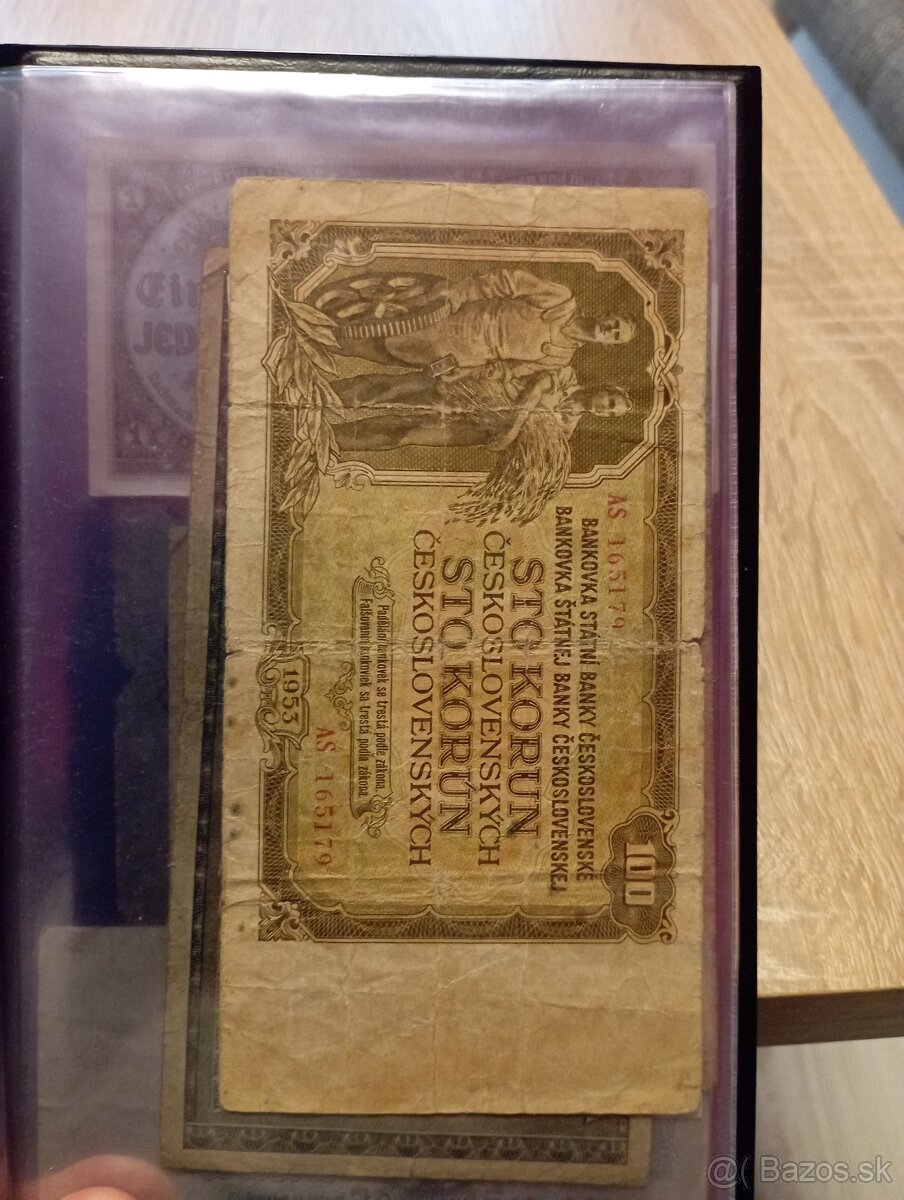 AS 165179
BANKOVKA STÁTNÍ BANKY ČESKOSLOVENSKÉ
BANKOVKA ŠTÁTNEJ BANKY ČESKOSLOVENSKEJ
100
STO KORUN
ČESKOSLOVENSKÝCH
STO KORÚN
ČESKOSLOVENSKÝCH
Padělání bankovek se trestá podle zákona.
Falšovanie bankoviek sa trestá podľa zákona.
AS 165179
1953
Ein
@ Bazos.sk